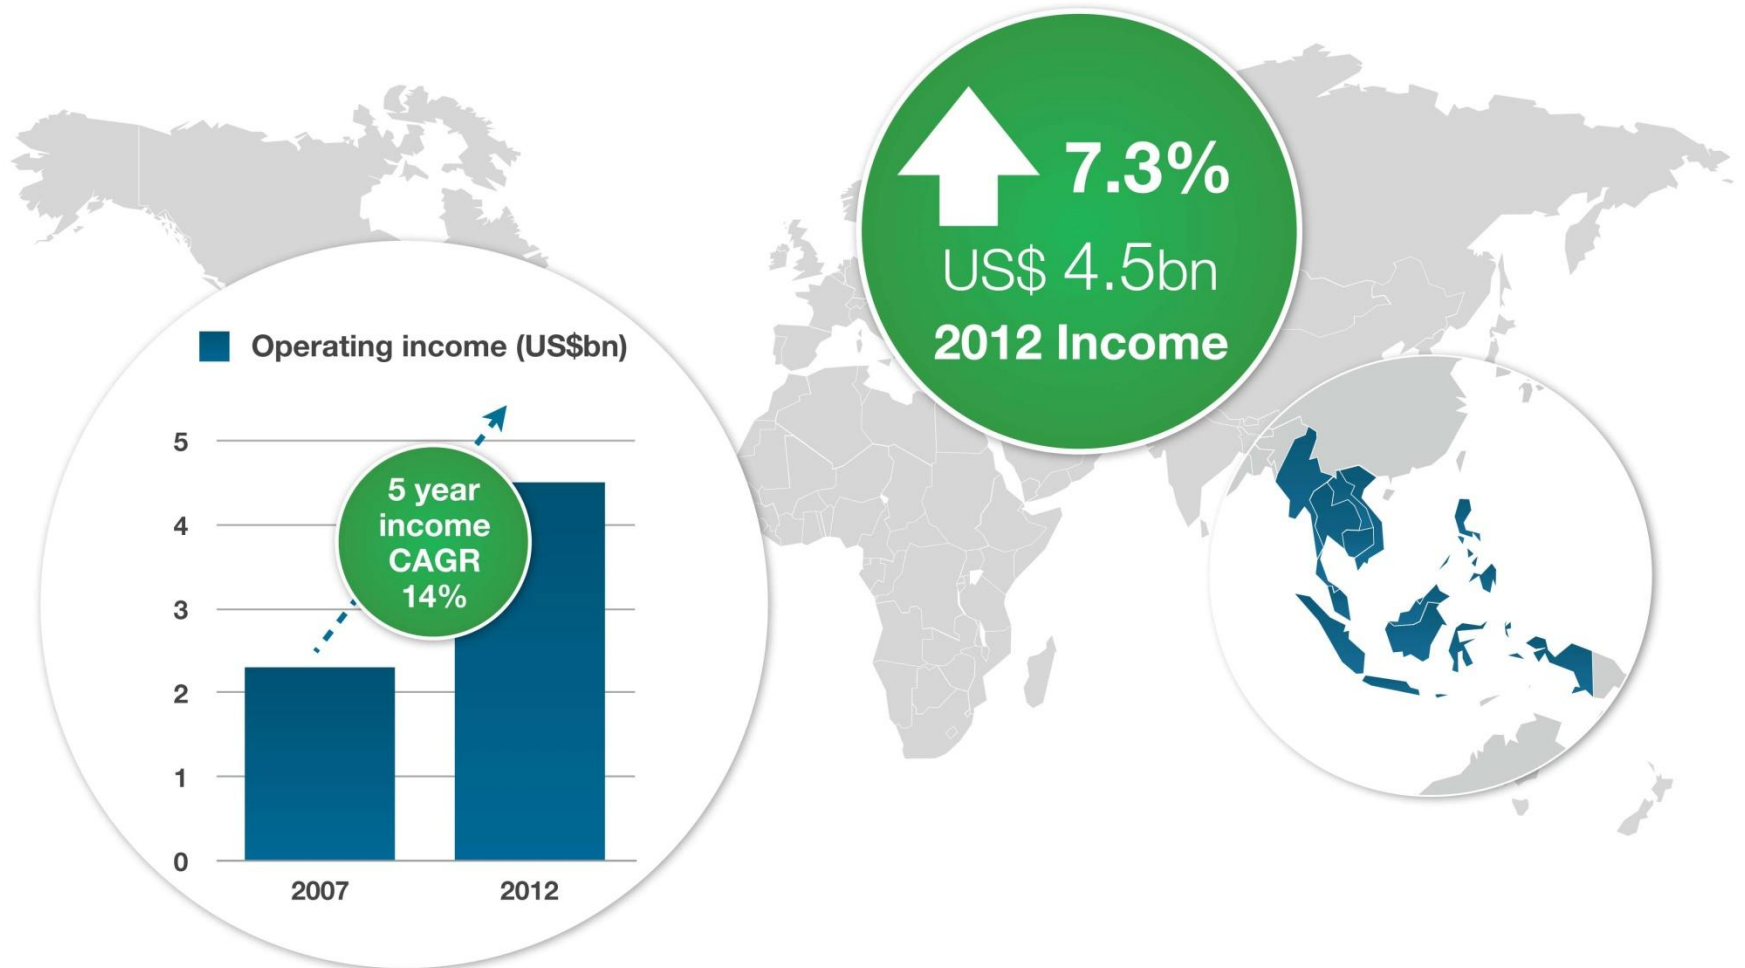 7.3%
US$ 4.5bn
2012 Income
Operating income (US$bn)
5
4
3
2
1
0
5 year
income
CAGR
14%
2007
2012